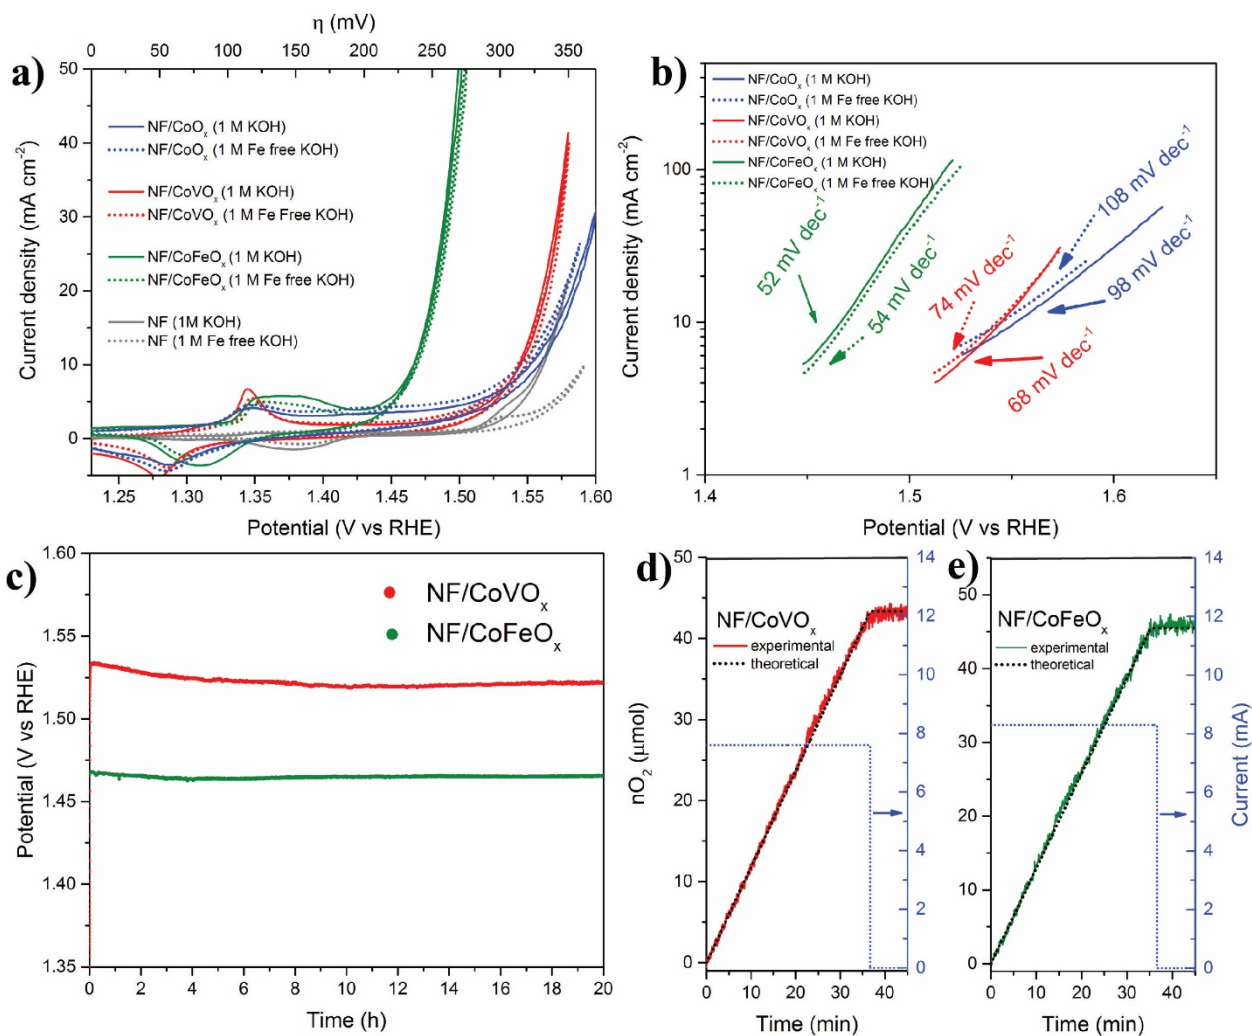 a)
η (mV)
0 50 100 150 200 250 300 350
50
40
30
20
10
0
Current density (mA cm⁻²)
NF/CoOₓ (1 M KOH)
NF/CoOₓ (1 M Fe free KOH)
NF/CoVOₓ (1 M KOH)
NF/CoVOₓ (1 M Fe Free KOH)
NF/CoFeOₓ (1 M KOH)
NF/CoFeOₓ (1 M Fe free KOH)
NF (1M KOH)
NF (1 M Fe free KOH)
1.25 1.30 1.35 1.40 1.45 1.50 1.55 1.60
Potential (V vs RHE)
b)
NF/CoOₓ (1 M KOH)
NF/CoOₓ (1 M Fe free KOH)
NF/CoVOₓ (1 M KOH)
NF/CoVOₓ (1 M Fe free KOH)
NF/CoFeOₓ (1 M KOH)
NF/CoFeOₓ (1 M Fe free KOH)
100
10
1
Current density (mA cm⁻²)
52 mV dec⁻¹
54 mV dec⁻¹
74 mV dec⁻¹
68 mV dec⁻¹
108 mV dec⁻¹
98 mV dec⁻¹
1.4 1.5 1.6
Potential (V vs RHE)
c)
1.60
1.55
1.50
1.45
1.40
1.35
Potential (V vs RHE)
NF/CoVOₓ
NF/CoFeOₓ
0 2 4 6 8 10 12 14 16 18 20
Time (h)
d)
50
40
30
20
10
0
nO₂ (μmol)
NF/CoVOₓ
experimental
theoretical
14
12
10
8
6
4
2
0
0 10 20 30 40
Time (min)
e)
50
40
30
20
10
0
NF/CoFeOₓ
experimental
theoretical
14
12
10
8
6
4
2
0
Current (mA)
0 10 20 30 40
Time (min)